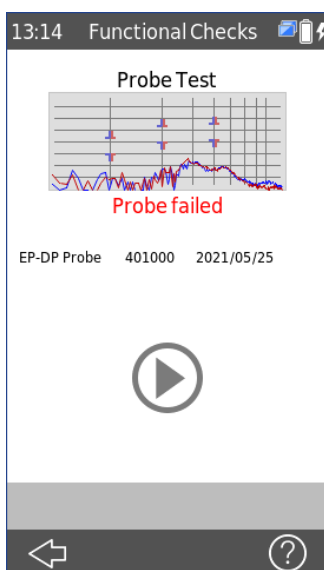 13:14 Functional Checks
Probe Test
Probe failed
EP-DP Probe 401000 2021/05/25
?